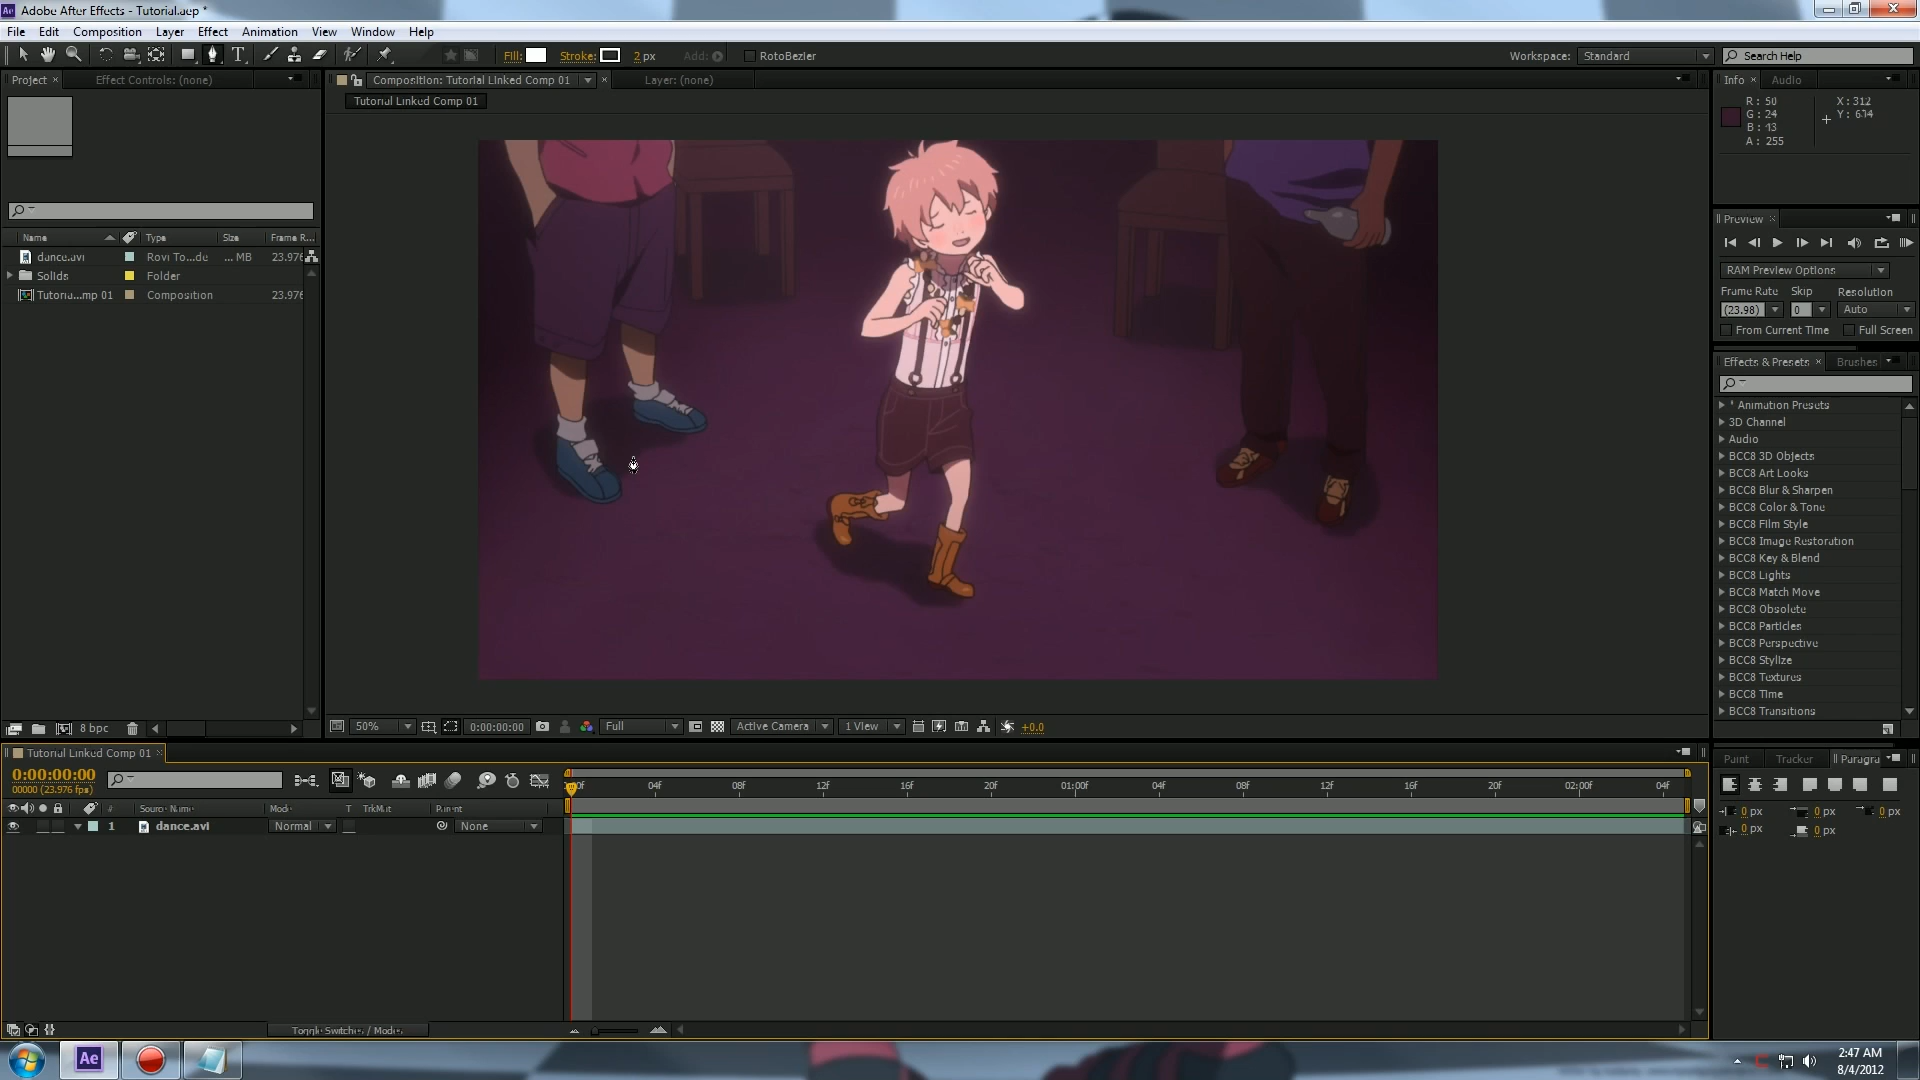 Adobe After Effects - Tutorial.aep *
File Edit Composition Layer Effect Animation View Window Help
Fill: Stroke: 2 px Add: RotoBezier Workspace: Standard Search Help
Project Effect Controls: (none) Composition: Tutorial Linked Comp 01 Layer: (none) Info Audio
Tutorial Linked Comp 01
R: 50
G: 24
B: 43
A: 255
X: 312
Y: 634
Preview
RAM Preview Options
Frame Rate Skip Resolution
(23.98) 0 Auto
From Current Time Full Screen
Name Type Size Frame R...
dance.avi Rovi To...de ... MB 23.976
Solids Folder
Tutoria...mp 01 Composition 23.976
Effects & Presets Brushes
* Animation Presets
3D Channel
Audio
BCC8 3D Objects
BCC8 Art Looks
BCC8 Blur & Sharpen
BCC8 Color & Tone
BCC8 Film Style
BCC8 Image Restoration
BCC8 Key & Blend
BCC8 Lights
BCC8 Match Move
BCC8 Obsolete
BCC8 Particles
BCC8 Perspective
BCC8 Stylize
BCC8 Textures
BCC8 Time
BCC8 Transitions
8 bpc 50% 0:00:00:00 Full Active Camera 1 View +0.0
Tutorial Linked Comp 01
Paint Tracker Paragra
0:00:00:00
00000 (23.976 fps)
04f 08f 12f 16f 20f 01:00f 04f 08f 12f 16f 20f 02:00f 04f
# Source Name Mode T TrkMat Parent
1 dance.avi Normal None
0 px 0 px 0 px
0 px 0 px
Toggle Switches / Modes
Ae
2:47 AM
8/4/2012